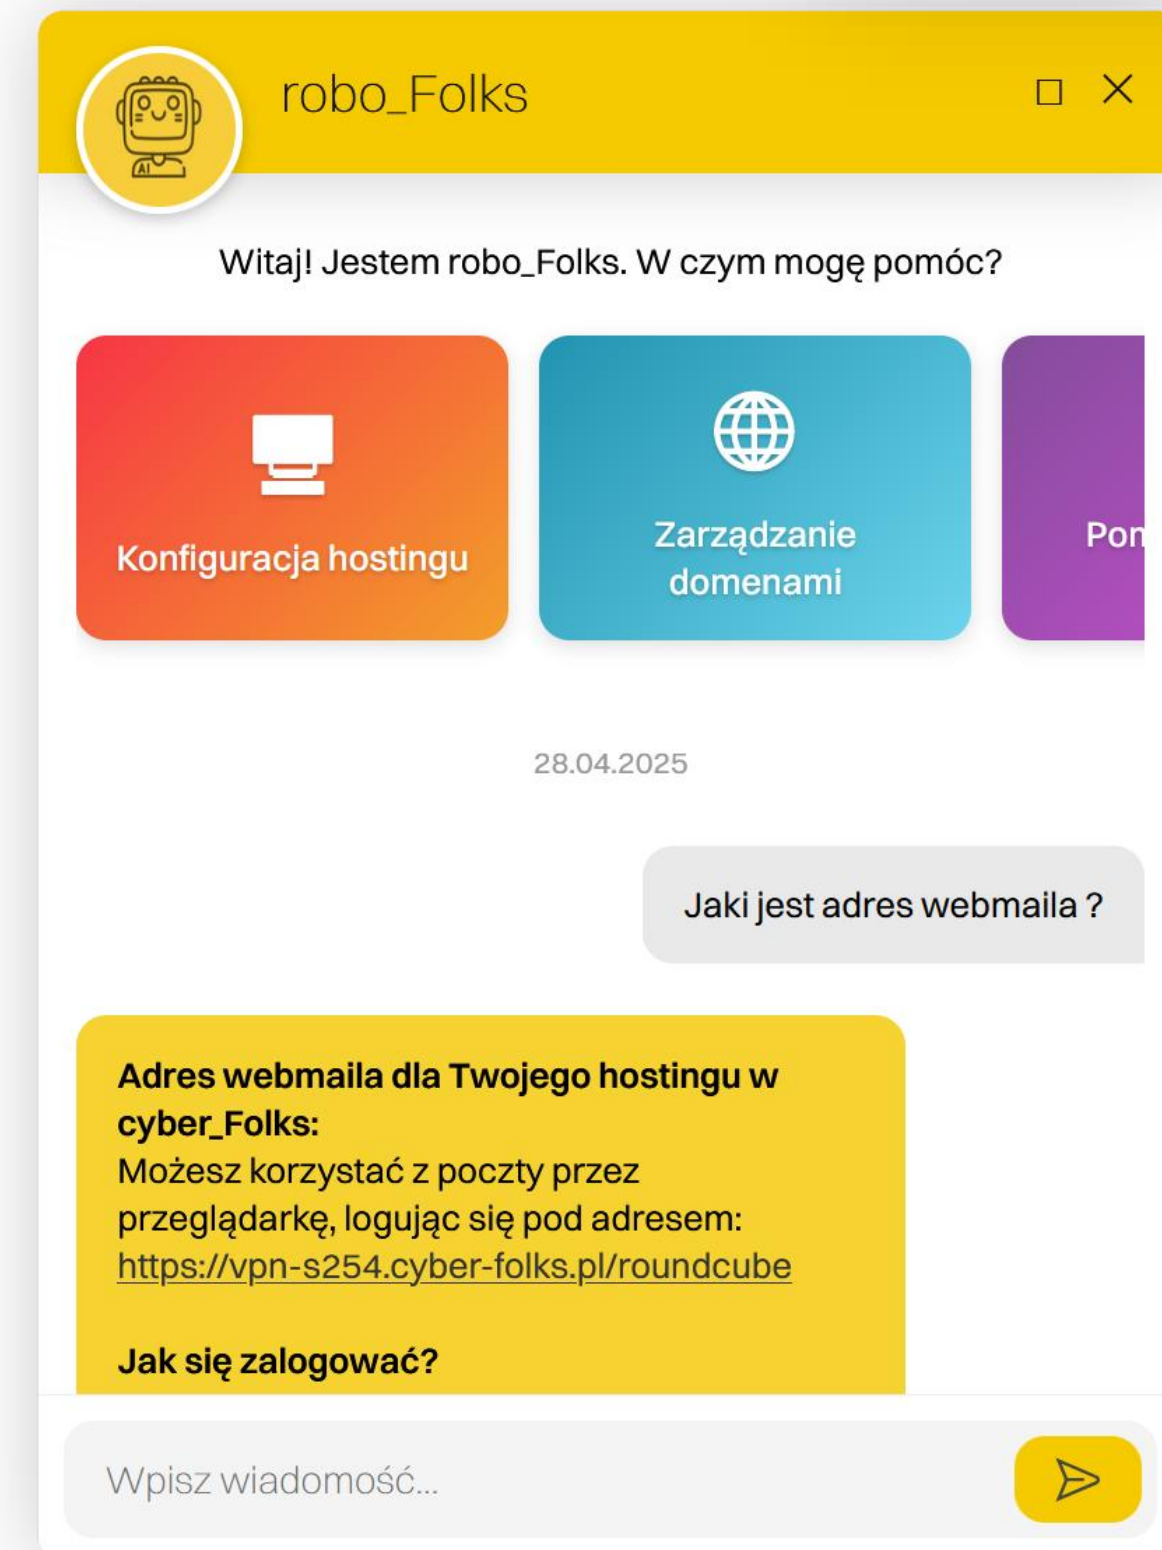 robo_Folks
AI
Witaj! Jestem robo_Folks. W czym mogę pomóc?
Konfiguracja hostingu
Zarządzanie
domenami
28.04.2025
Jaki jest adres webmaila ?
Adres webmaila dla Twojego hostingu w
cyber_Folks:
Możesz korzystać z poczty przez
przeglądarkę, logując się pod adresem:
https://vpn-s254.cyber-folks.pl/roundcube
Jak się zalogować?
Wpisz wiadomość...